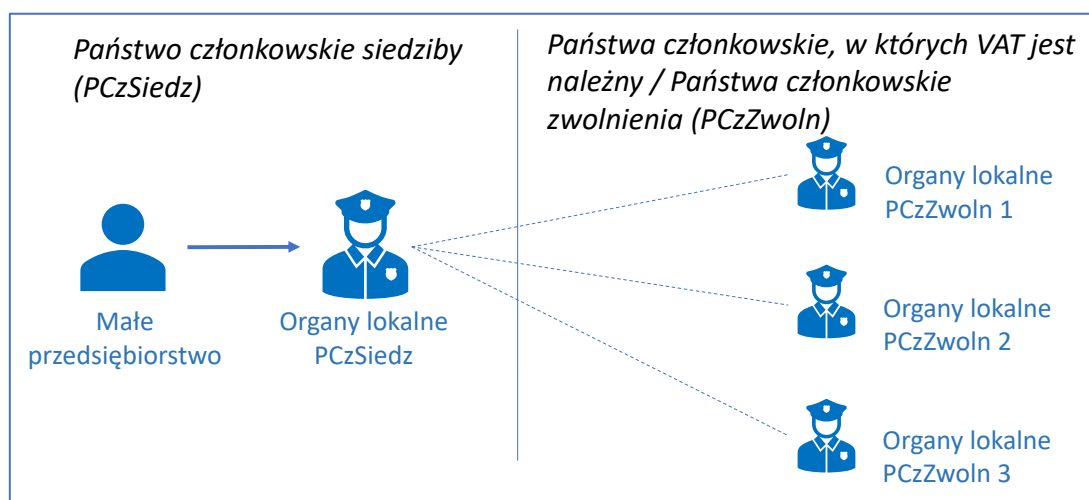 Państwo członkowskie siedziby
(PCzSiedz)
Państwa członkowskie, w których VAT jest
należny / Państwa członkowskie
zwolnienia (PCzZwoln)
Małe
przedsiębiorstwo
Organy lokalne
PCzSiedz
Organy lokalne
PCzZwoln 1
Organy lokalne
PCzZwoln 2
Organy lokalne
PCzZwoln 3